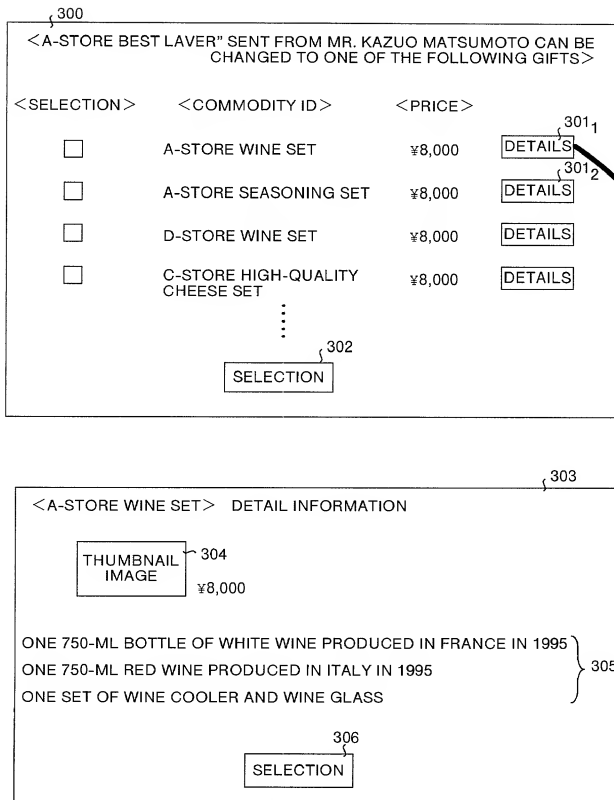 300
<A-STORE BEST LAVER" SENT FROM MR. KAZUO MATSUMOTO CAN BE
CHANGED TO ONE OF THE FOLLOWING GIFTS>
<SELECTION> <COMMODITY ID> <PRICE>
301₁
A-STORE WINE SET ¥8,000 DETAILS
301₂
A-STORE SEASONING SET ¥8,000 DETAILS
D-STORE WINE SET ¥8,000 DETAILS
C-STORE HIGH-QUALITY ¥8,000 DETAILS
CHEESE SET
302
SELECTION
303
<A-STORE WINE SET> DETAIL INFORMATION
THUMBNAIL 304
IMAGE
¥8,000
ONE 750-ML BOTTLE OF WHITE WINE PRODUCED IN FRANCE IN 1995
ONE 750-ML RED WINE PRODUCED IN ITALY IN 1995 305
ONE SET OF WINE COOLER AND WINE GLASS
306
SELECTION